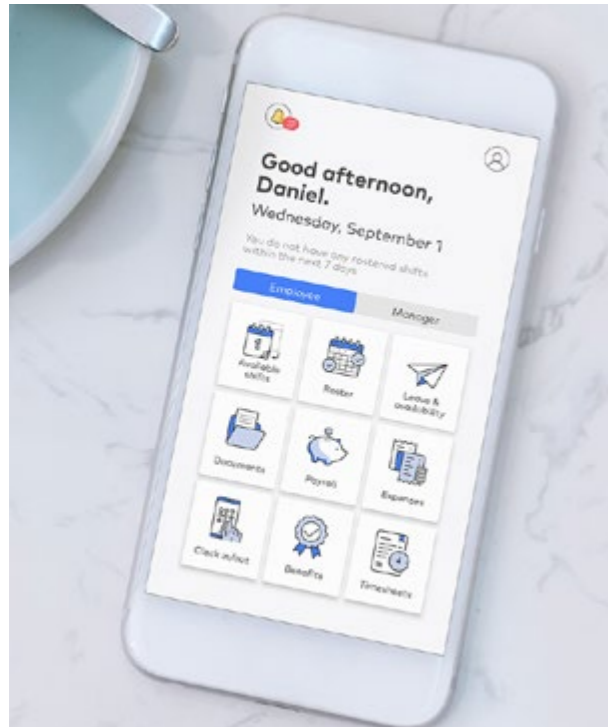 Good afternoon,
Daniel.
Wednesday, September 1
You do not have any rostered shifts
within the next 7 days
Employee
Manager
Available
shifts
Roster
Leave &
availability
Documents
Payroll
Expenses
Clock in/out
Benefits
Timesheets